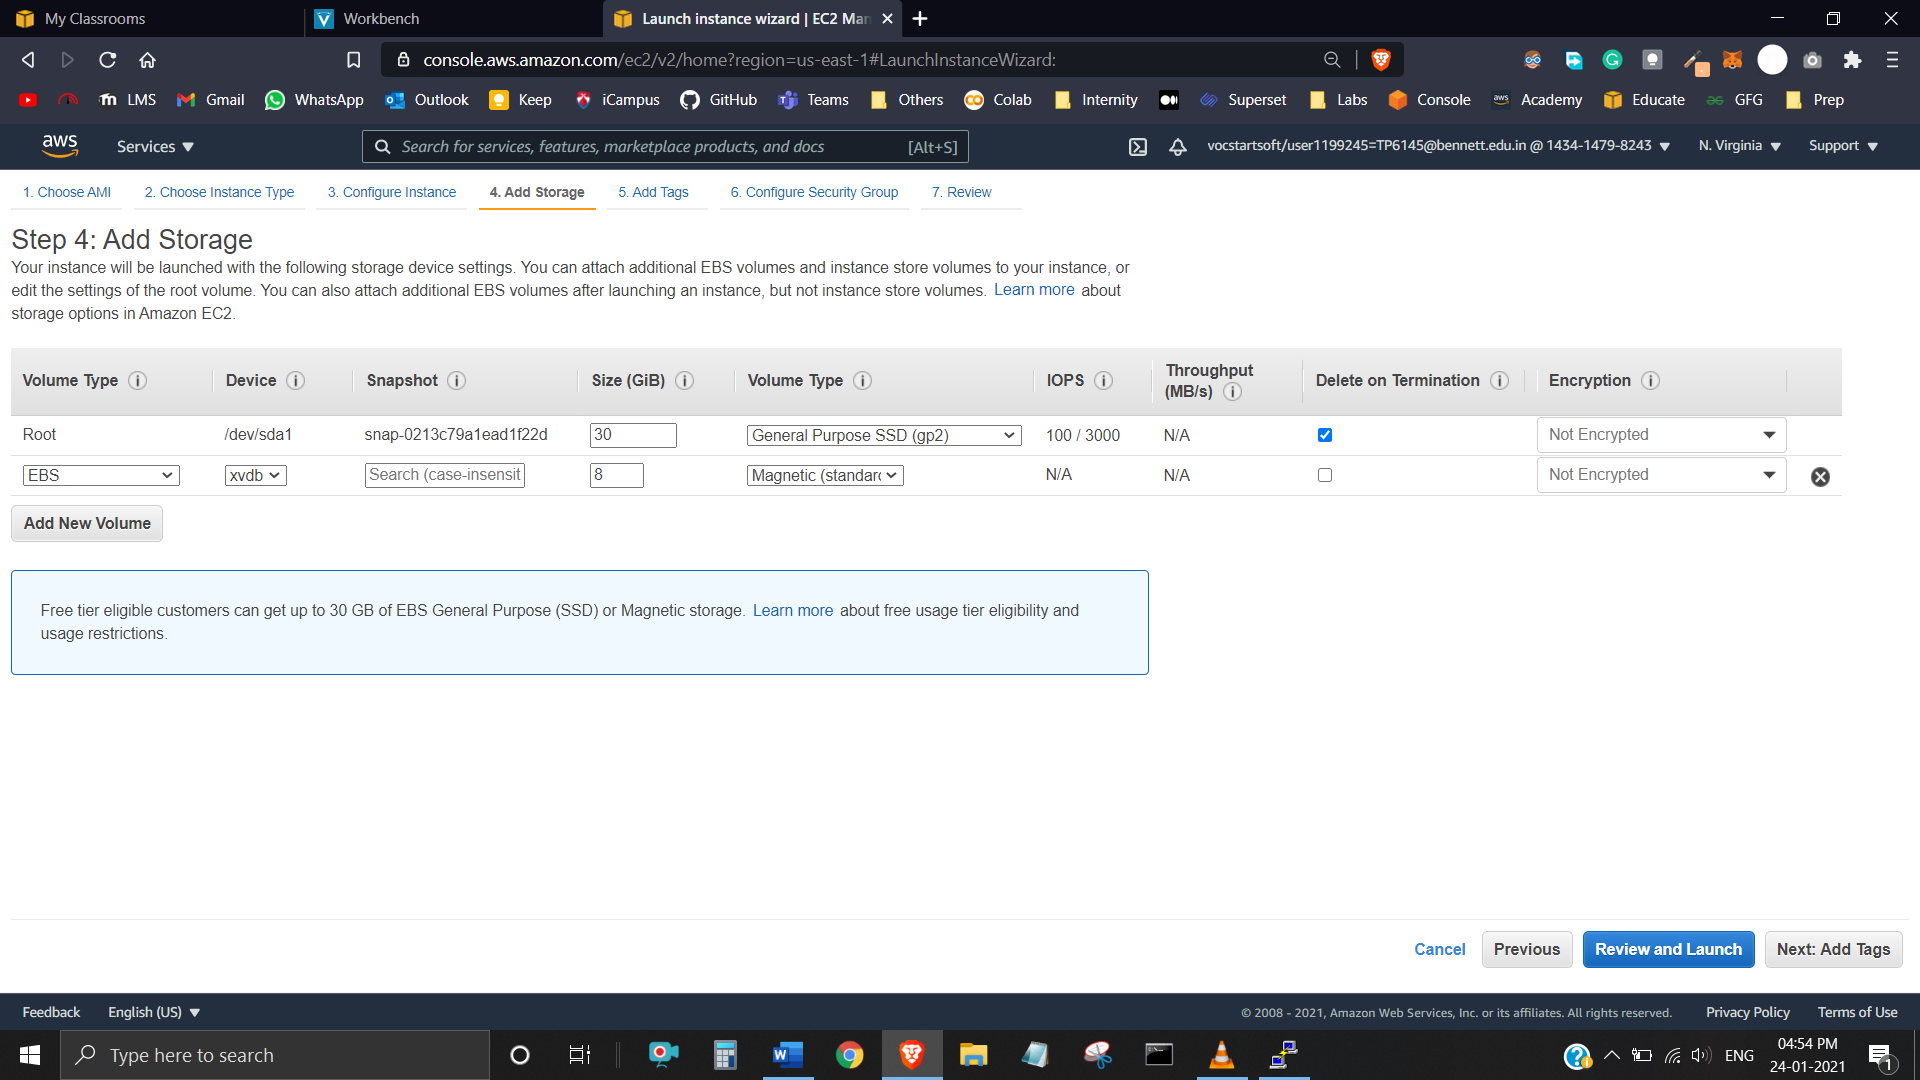 My Classrooms
Workbench
Launch instance wizard | EC2 Man
console.aws.amazon.com/ec2/v2/home?region=us-east-1#LaunchInstanceWizard:
LMS Gmail WhatsApp Outlook Keep iCampus GitHub Teams Others Colab Internity Superset Labs Console Academy Educate GFG Prep
aws Services Search for services, features, marketplace products, and docs [Alt+S] vocstartsoft/user1199245=TP6145@bennett.edu.in @ 1434-1479-8243 N. Virginia Support
1. Choose AMI 2. Choose Instance Type 3. Configure Instance 4. Add Storage 5. Add Tags 6. Configure Security Group 7. Review
Step 4: Add Storage
Your instance will be launched with the following storage device settings. You can attach additional EBS volumes and instance store volumes to your instance, or
edit the settings of the root volume. You can also attach additional EBS volumes after launching an instance, but not instance store volumes. Learn more about
storage options in Amazon EC2.
Volume Type Device Snapshot Size (GiB) Volume Type IOPS Throughput (MB/s) Delete on Termination Encryption
Root /dev/sda1 snap-0213c79a1ead1f22d 30 General Purpose SSD (gp2) 100 / 3000 N/A Not Encrypted
EBS xvdb Search (case-insensit 8 Magnetic (standard N/A N/A Not Encrypted
Add New Volume
Free tier eligible customers can get up to 30 GB of EBS General Purpose (SSD) or Magnetic storage. Learn more about free usage tier eligibility and
usage restrictions.
Cancel Previous Review and Launch Next: Add Tags
Feedback English (US) © 2008 - 2021, Amazon Web Services, Inc. or its affiliates. All rights reserved. Privacy Policy Terms of Use
Type here to search ENG 04:54 PM
24-01-2021 1